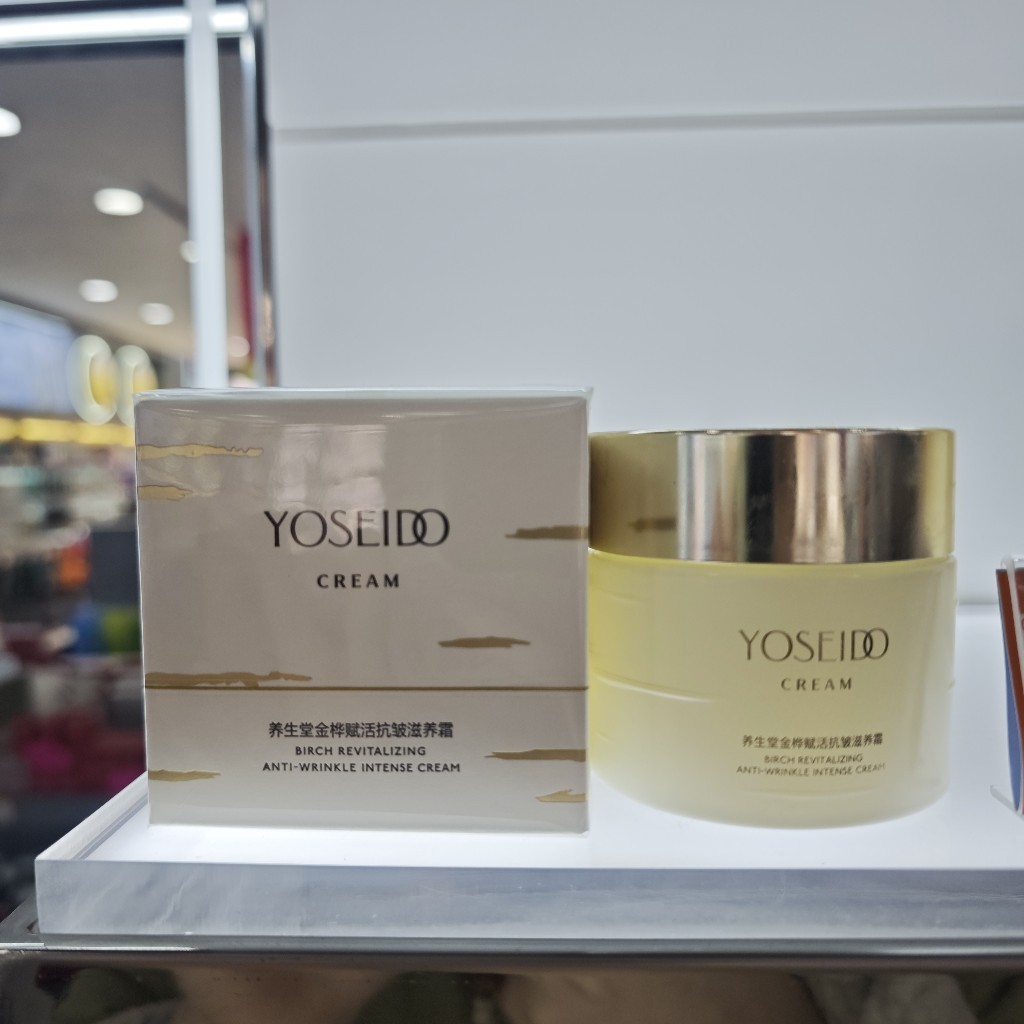 YOSEIDO
CREAM
养生堂金桦赋活抗皱滋养霜
BIRCH REVITALIZING
ANTI-WRINKLE INTENSE CREAM
YOSEIDO
CREAM
养生堂金桦赋活抗皱滋养霜
BIRCH REVITALIZING
ANTI-WRINKLE INTENSE CREAM